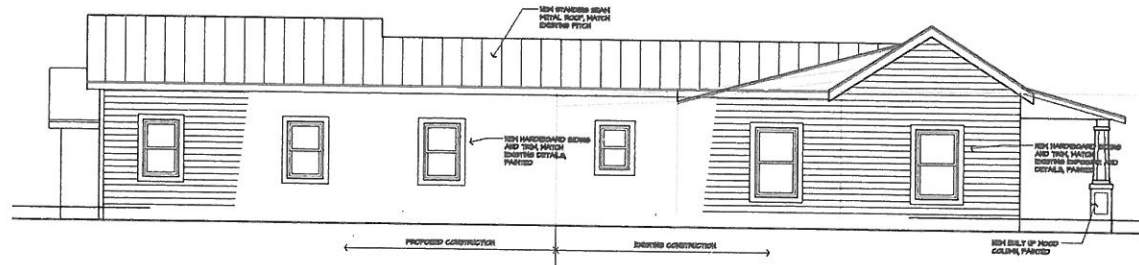 NEW STANDING SEAM
METAL ROOF, MATCH
EXISTING PITCH
NEW HARDIBOARD SIDING
AND TRIM, MATCH
EXISTING DETAILS,
PAINTED
NEW HARDIBOARD SIDING
AND TRIM, MATCH
EXISTING EXPOSURE AND
DETAILS, PAINTED
PROPOSED CONSTRUCTION
EXISTING CONSTRUCTION
NEW BUILT UP WOOD
COLUMN, PAINTED